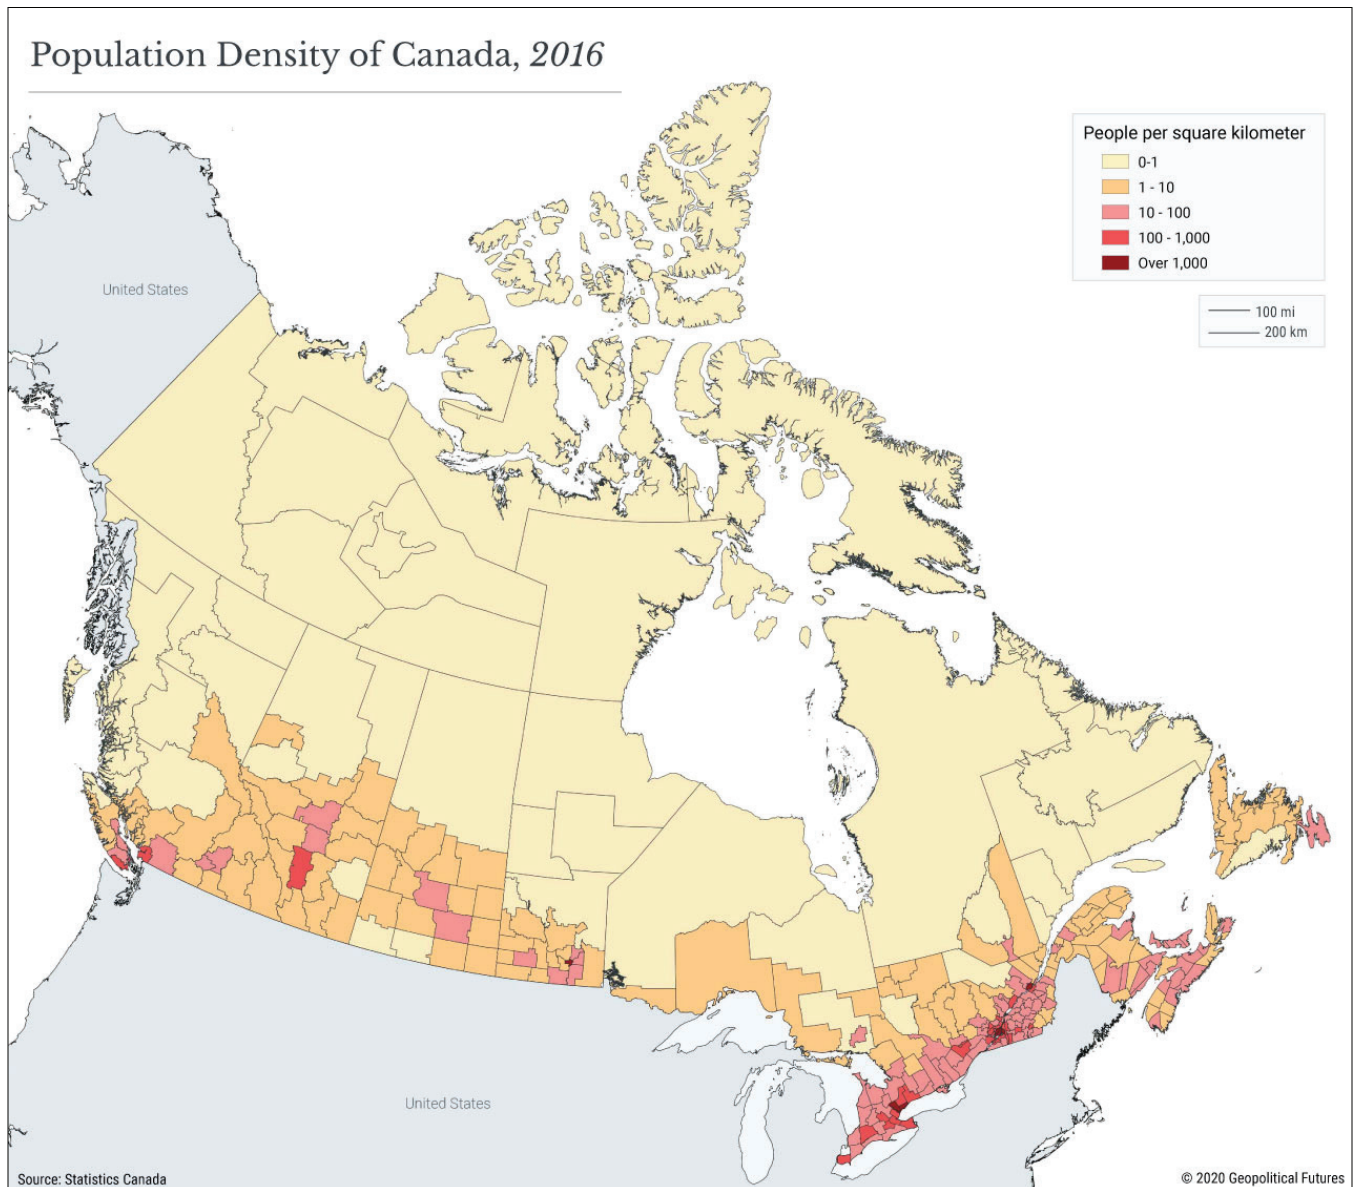 Population Density of Canada, 2016
People per square kilometer
0-1
1 - 10
10 - 100
100 - 1,000
Over 1,000
100 mi
200 km
United States
United States
Source: Statistics Canada
© 2020 Geopolitical Futures